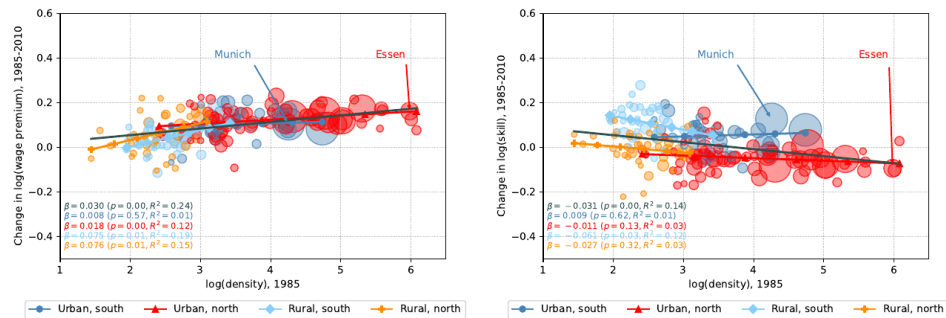 Change in log(wage premium), 1985-2010
0.6
0.4
0.2
0.0
−0.2
−0.4
Munich
Essen
β = 0.030 (p = 0.00, R² = 0.24)
β = 0.008 (p = 0.57, R² = 0.01)
β = 0.018 (p = 0.00, R² = 0.12)
β = 0.075 (p = 0.01, R² = 0.19)
β = 0.076 (p = 0.01, R² = 0.15)
1 2 3 4 5 6
log(density), 1985
Urban, south Urban, north Rural, south Rural, north
Change in log(skill), 1985-2010
0.6
0.4
0.2
0.0
−0.2
−0.4
Munich
Essen
β = −0.031 (p = 0.00, R² = 0.14)
β = 0.009 (p = 0.62, R² = 0.01)
β = −0.011 (p = 0.13, R² = 0.03)
β = −0.061 (p = 0.03, R² = 0.12)
β = −0.027 (p = 0.32, R² = 0.03)
1 2 3 4 5 6
log(density), 1985
Urban, south Urban, north Rural, south Rural, north